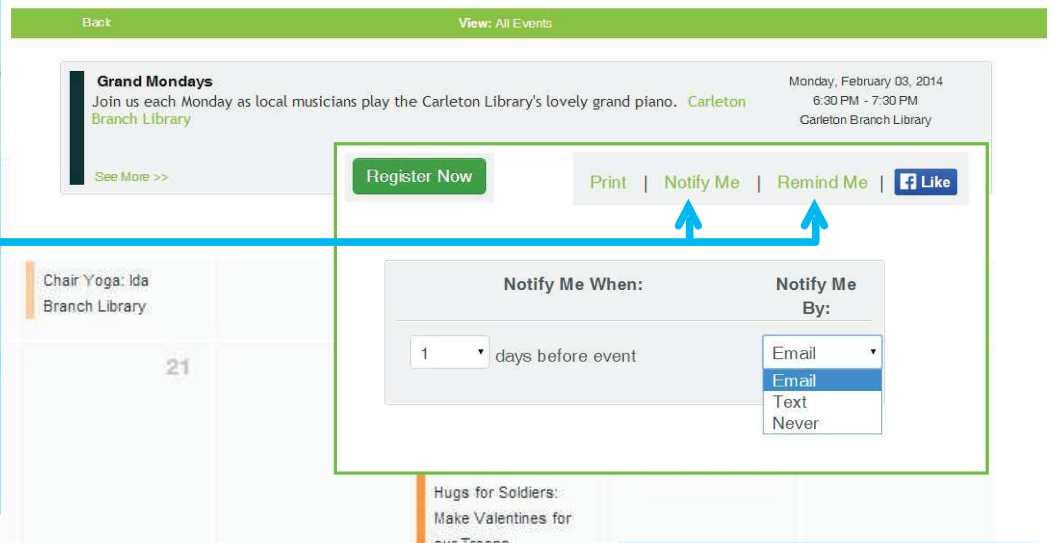 Back
View: All Events
Grand Mondays
Join us each Monday as local musicians play the Carleton Library's lovely grand piano. Carleton
Branch Library
See More >>
Monday, February 03, 2014
6:30 PM - 7:30 PM
Carleton Branch Library
Register Now
Print | Notify Me | Remind Me | Like
Chair Yoga: Ida
Branch Library
21
Notify Me When:
Notify Me
By:
1 days before event
Email
Email
Text
Never
Hugs for Soldiers:
Make Valentines for
our Troops